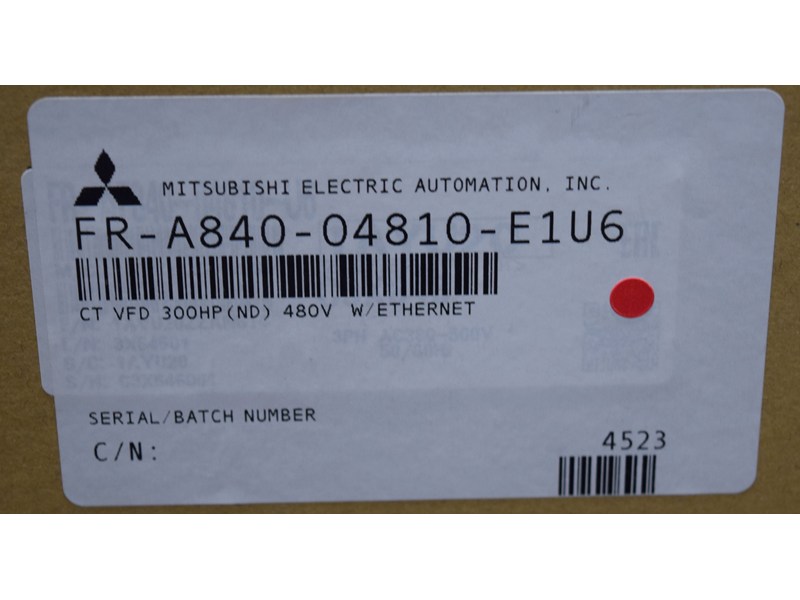 MITSUBISHI ELECTRIC AUTOMATION, INC.
FR-A840-04810-E1U6
CT VFD 300HP(ND) 480V W/ETHERNET
SERIAL/BATCH NUMBER
C/N:
4523